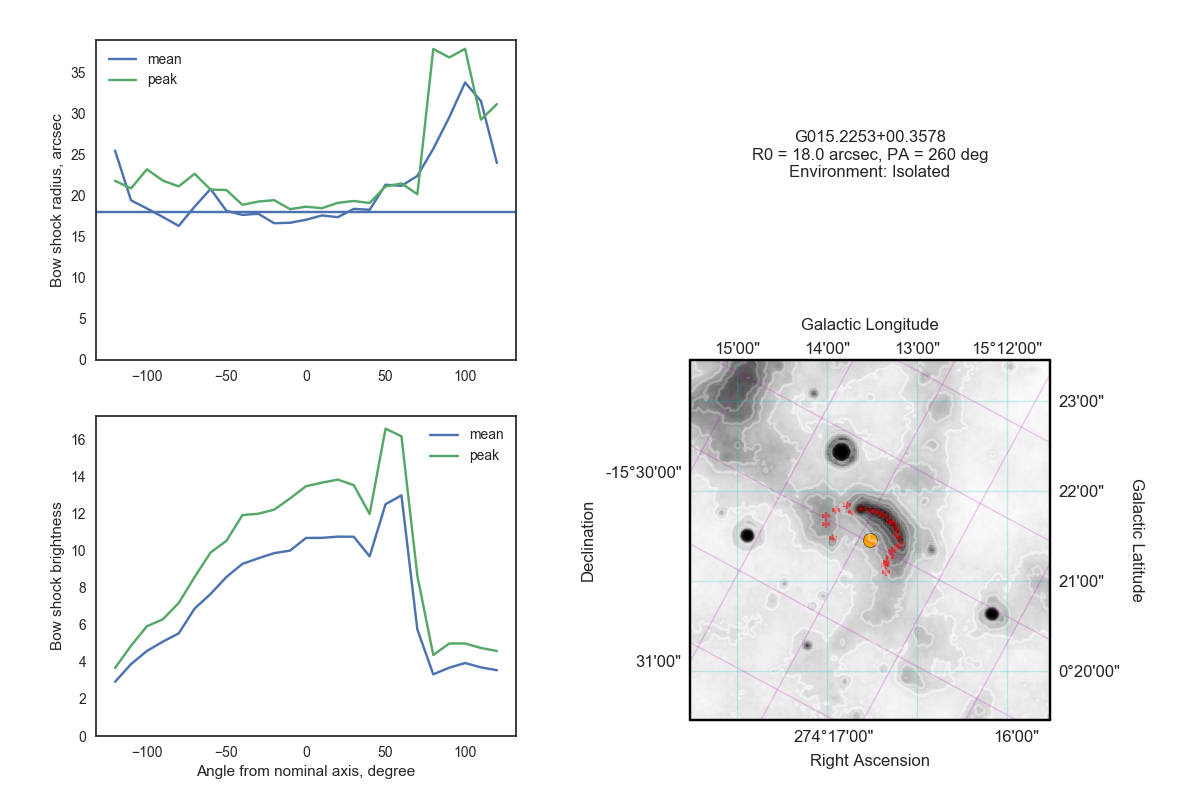 mean
peak
35
30
25
20
15
10
5
0
Bow shock radius, arcsec
−100
−50
0
50
100
G015.2253+00.3578
R0 = 18.0 arcsec, PA = 260 deg
Environment: Isolated
mean
peak
16
14
12
10
8
6
4
2
0
Bow shock brightness
−100
−50
0
50
100
Angle from nominal axis, degree
Galactic Longitude
15'00"
14'00"
13'00"
15°12'00"
23'00"
22'00"
21'00"
0°20'00"
Galactic Latitude
-15°30'00"
31'00"
Declination
274°17'00"
16'00"
Right Ascension